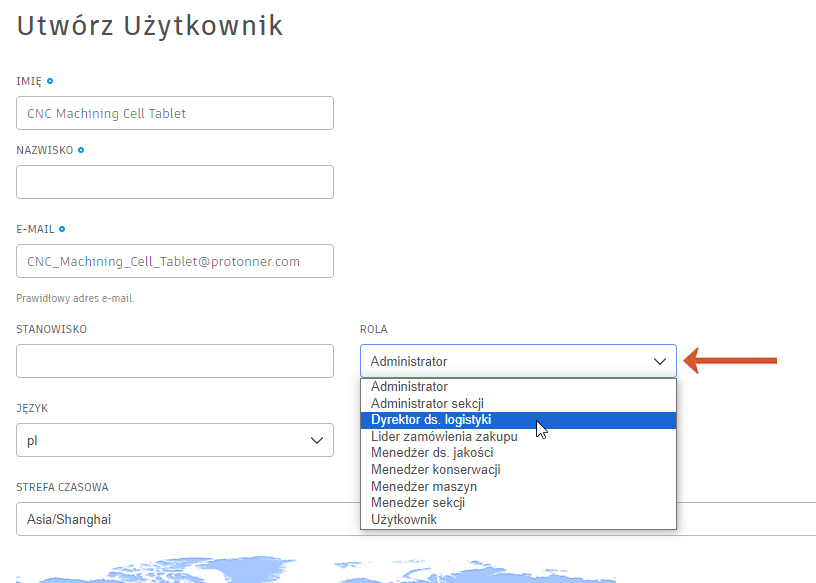 Utwórz Użytkownik
IMIĘ
CNC Machining Cell Tablet
NAZWISKO
E-MAIL
CNC_Machining_Cell_Tablet@protonner.com
Prawidłowy adres e-mail.
STANOWISKO
ROLA
Administrator
Administrator
Administrator sekcji
Dyrektor ds. logistyki
Lider zamówienia zakupu
Menedżer ds. jakości
Menedżer konserwacji
Menedżer maszyn
Menedżer sekcji
Użytkownik
JĘZYK
pl
STREFA CZASOWA
Asia/Shanghai